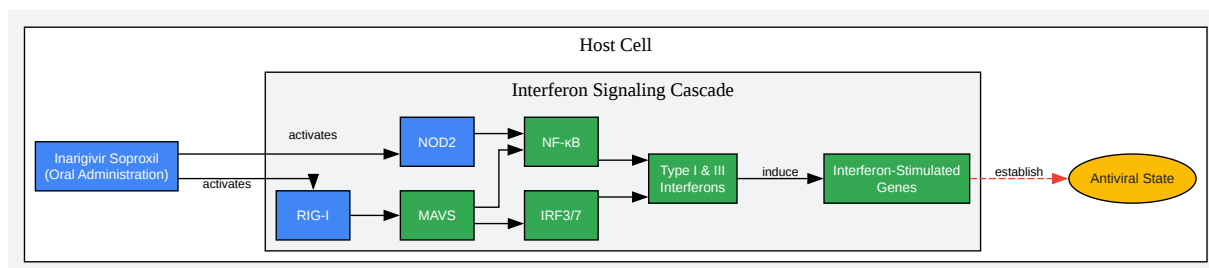 Host Cell
Interferon Signaling Cascade
activates
NOD2
NF-κB
Inarigivir Soproxil
(Oral Administration)
activates
Type I & III
Interferons
induce
Interferon-Stimulated
Genes
establish
Antiviral State
RIG-I
MAVS
IRF3/7